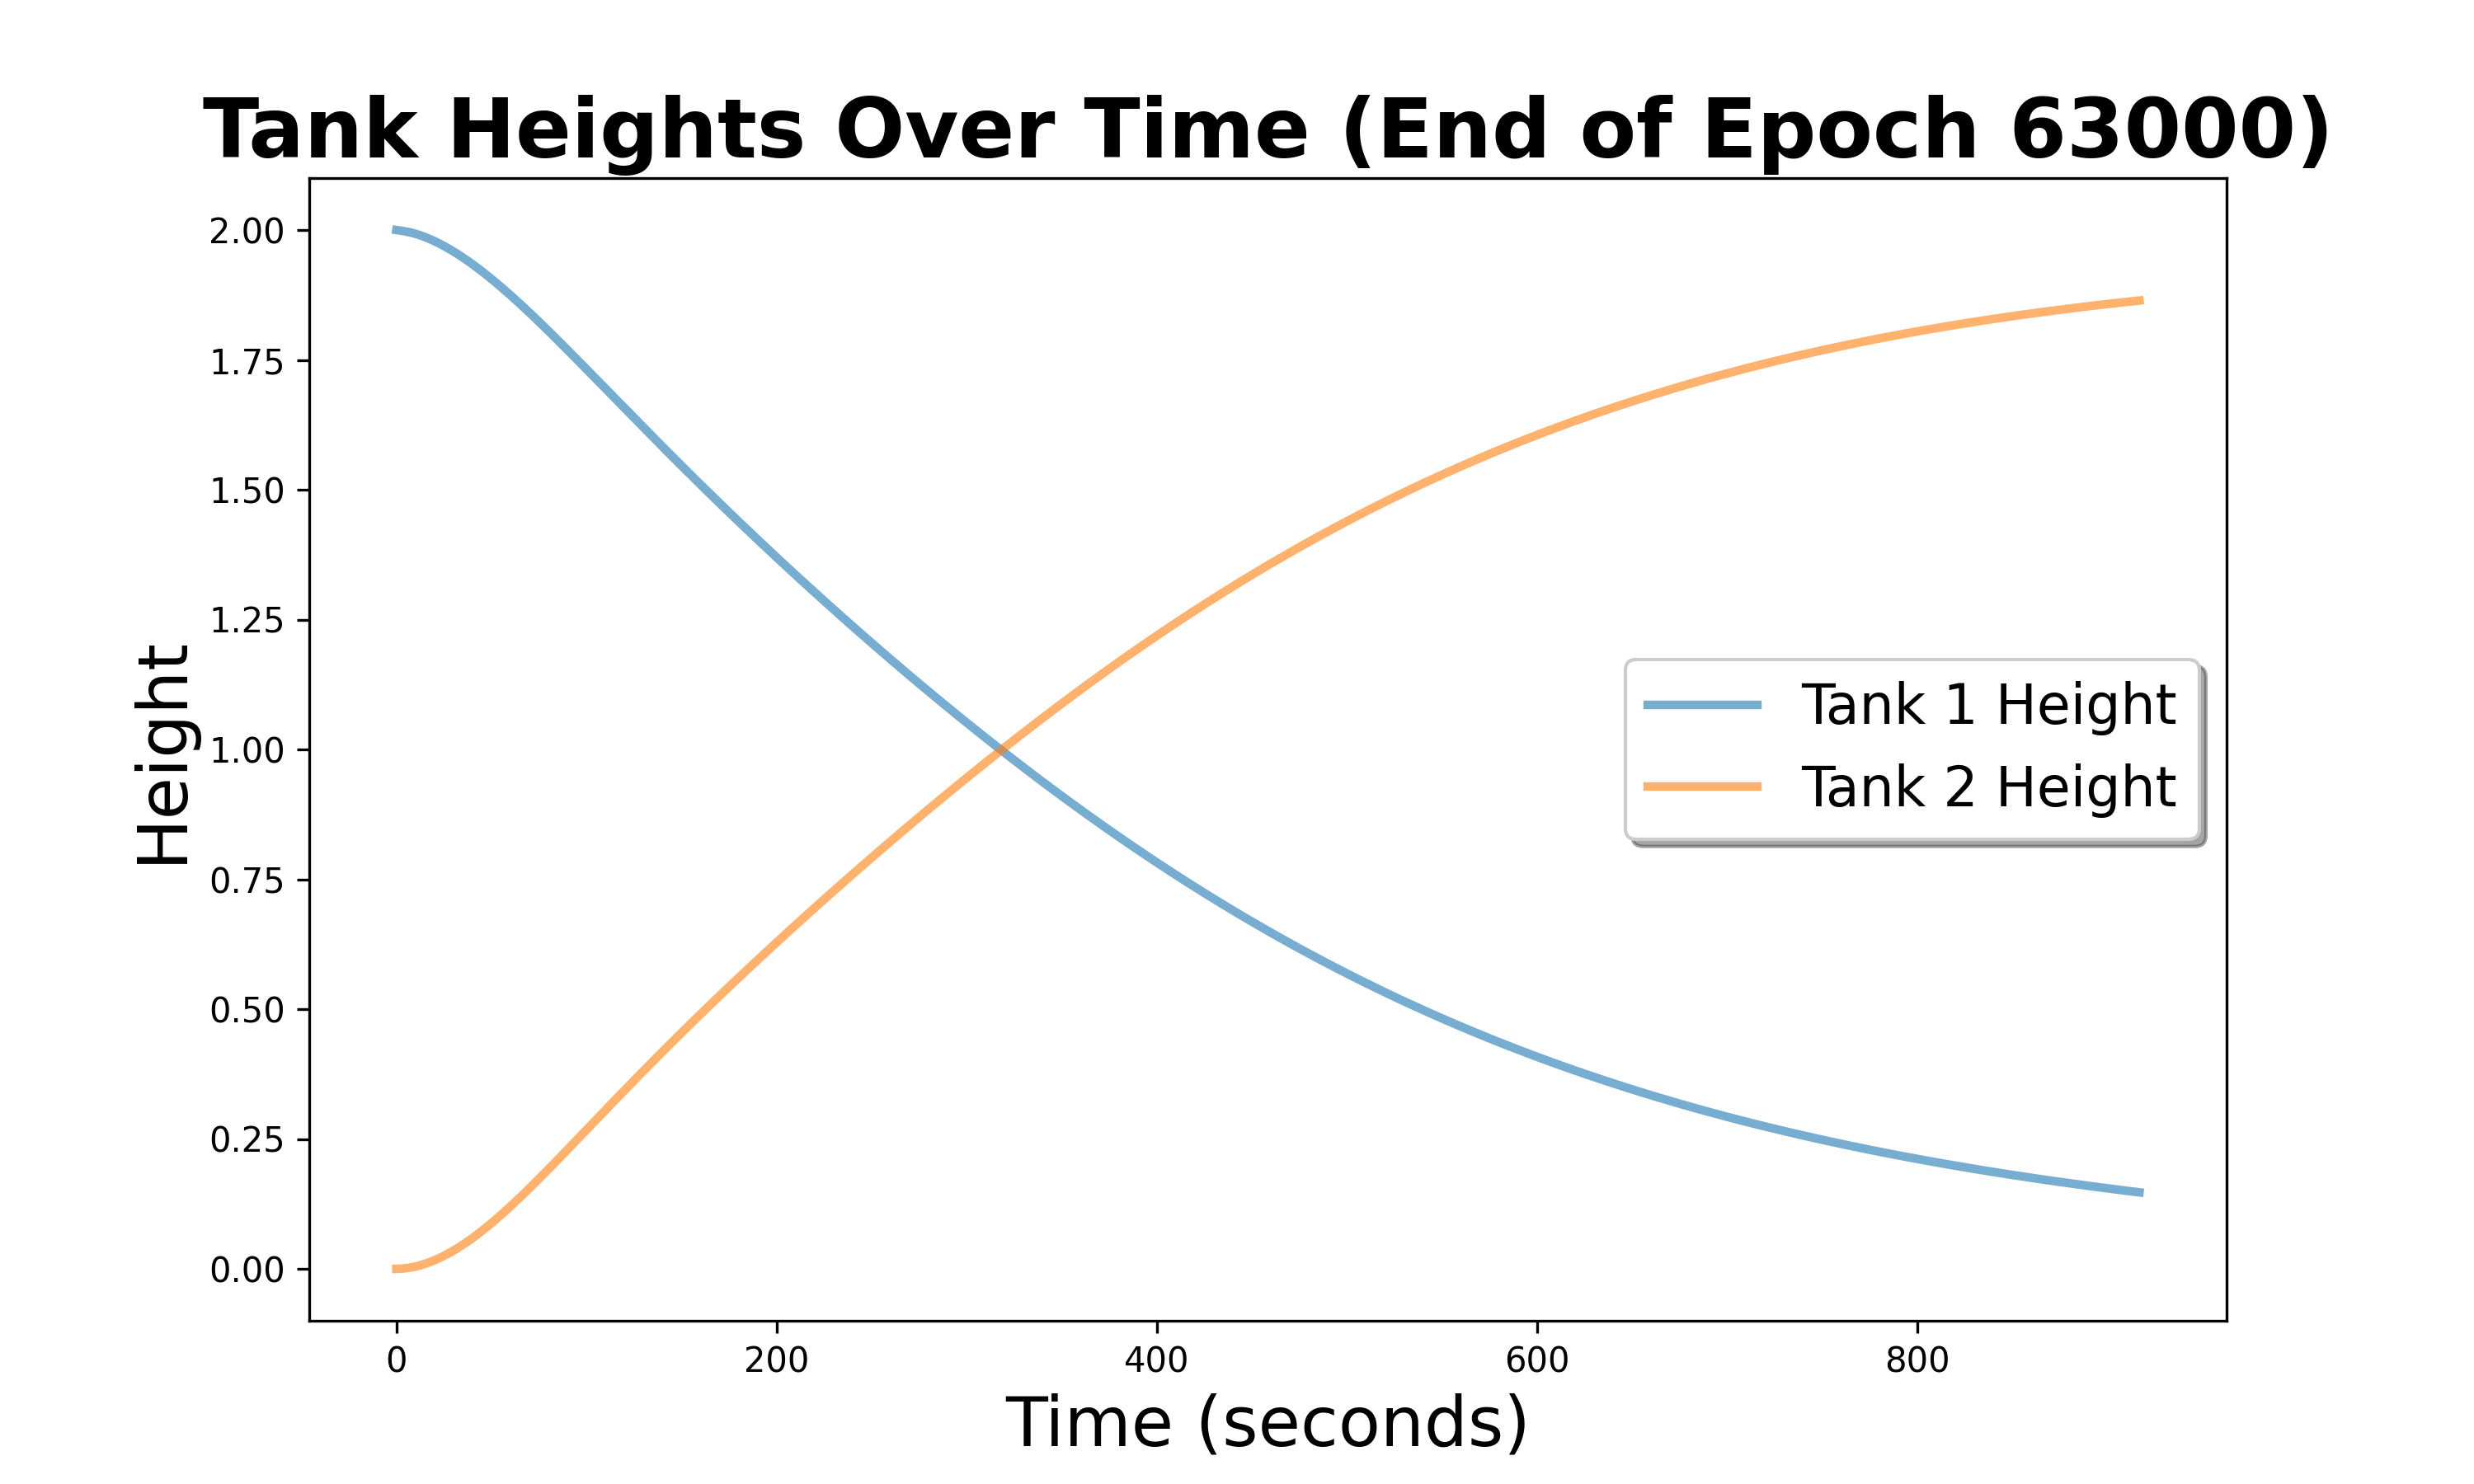 Tank Heights Over Time (End of Epoch 63000)
Height
2.00
1.75
1.50
1.25
1.00
0.75
0.50
0.25
0.00
Tank 1 Height
Tank 2 Height
0 200 400 600 800
Time (seconds)